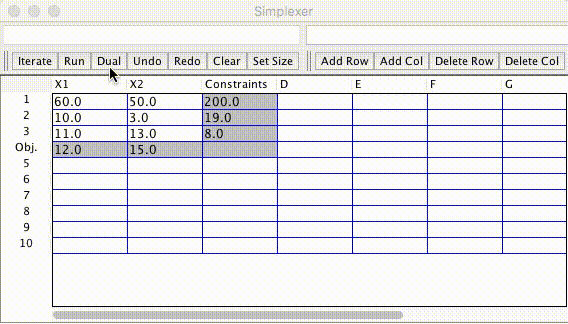 Simplexer
Iterate Run Dual Undo Redo Clear Set Size Add Row Add Col Delete Row Delete Col
X1 X2 Constraints D E F G
1 60.0 50.0 200.0
2 10.0 3.0 19.0
3 11.0 13.0 8.0
Obj. 12.0 15.0
5
6
7
8
9
10